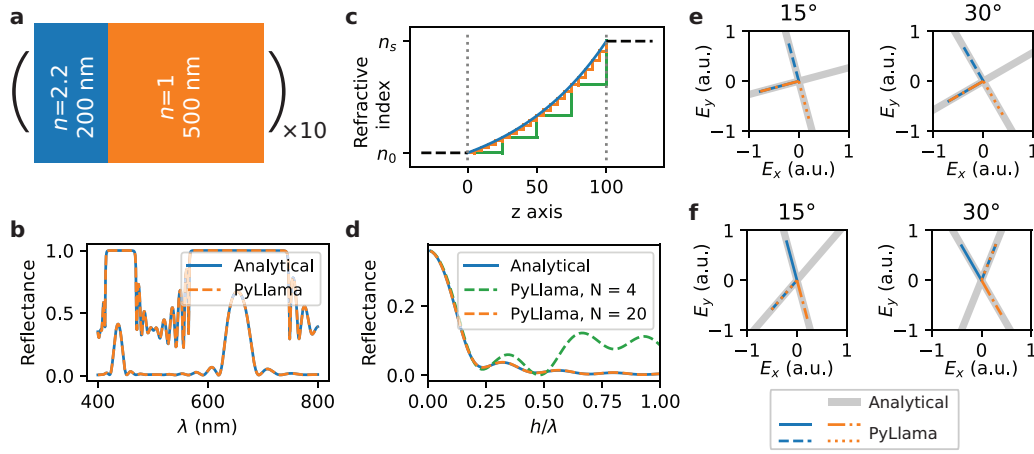 a
n=2.2
200 nm
n=1
500 nm
×10
b
Reflectance
1.0
0.5
0.0
Analytical
PyLlama
400
600
800
λ (nm)
c
Refractive
index
n_s
n_0
0
50
100
z axis
d
Reflectance
0.2
0.0
Analytical
PyLlama, N = 4
PyLlama, N = 20
0.00
0.25
0.50
0.75
1.00
h/λ
e
15°
E_y (a.u.)
1
0
−1
−1
0
1
E_x (a.u.)
30°
E_y (a.u.)
1
0
−1
−1
0
1
E_x (a.u.)
f
15°
E_y (a.u.)
1
0
−1
−1
0
1
E_x (a.u.)
30°
E_y (a.u.)
1
0
−1
−1
0
1
E_x (a.u.)
Analytical
PyLlama